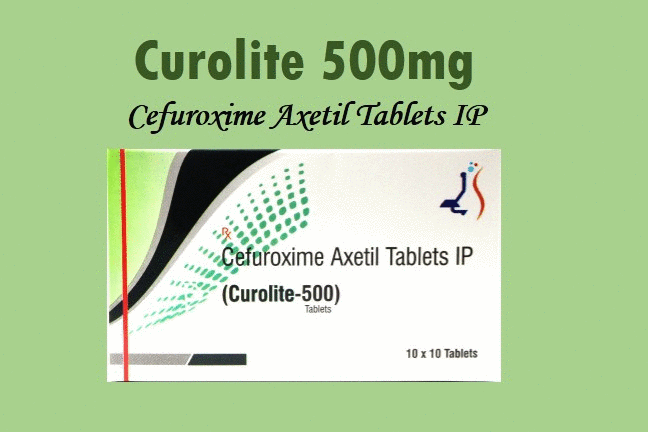 Curolite 500mg
Cefuroxime Axetil Tablets IP
Rx
Cefuroxime Axetil Tablets IP
(Curolite-500)
Tablets
10 x 10 Tablets